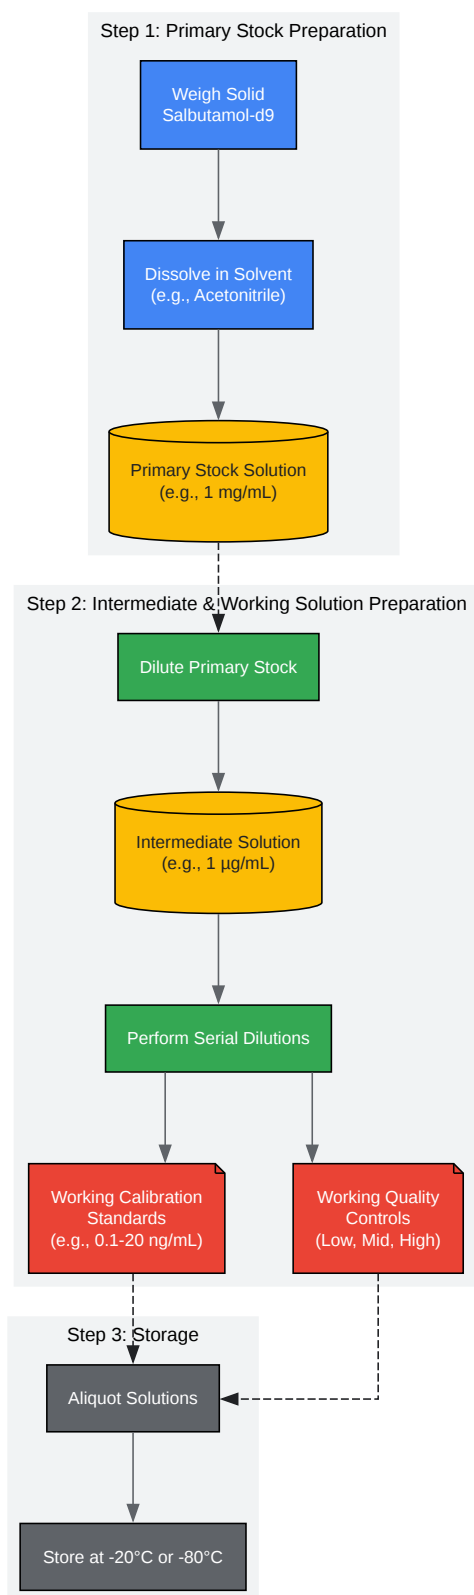 Step 1: Primary Stock Preparation
Weigh Solid
Salbutamol-d9
Dissolve in Solvent
(e.g., Acetonitrile)
Primary Stock Solution
(e.g., 1 mg/mL)
Step 2: Intermediate & Working Solution Preparation
Dilute Primary Stock
Intermediate Solution
(e.g., 1 µg/mL)
Perform Serial Dilutions
Working Calibration
Standards
(e.g., 0.1-20 ng/mL)
Working Quality
Controls
(Low, Mid, High)
Step 3: Storage
Aliquot Solutions
Store at -20°C or -80°C